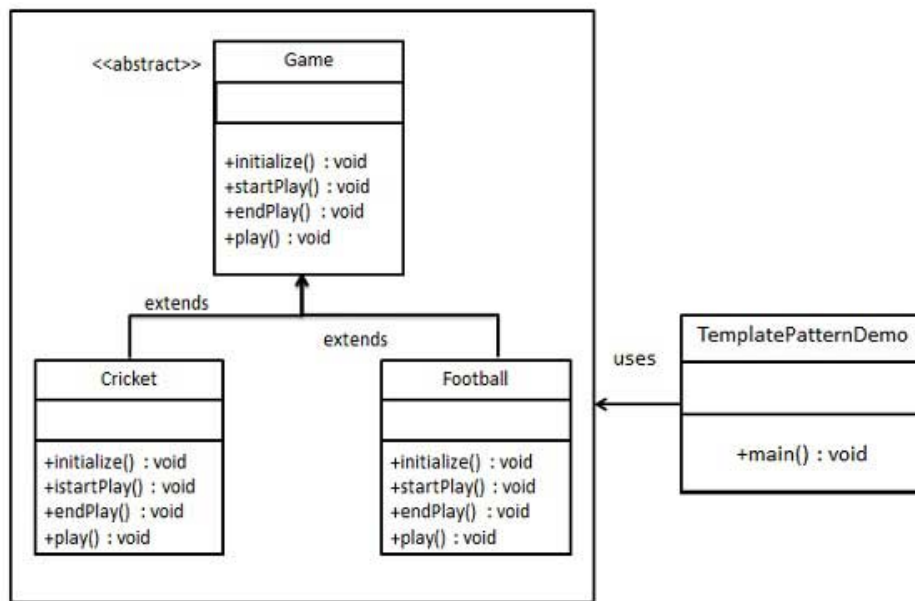 <<abstract>>
Game
+initialize() : void
+startPlay() : void
+endPlay() : void
+play() : void
extends
extends
Cricket
+initialize() : void
+istartPlay() : void
+endPlay() : void
+play() : void
Football
+initialize() : void
+startPlay() : void
+endPlay() : void
+play() : void
uses
TemplatePatternDemo
+main() : void